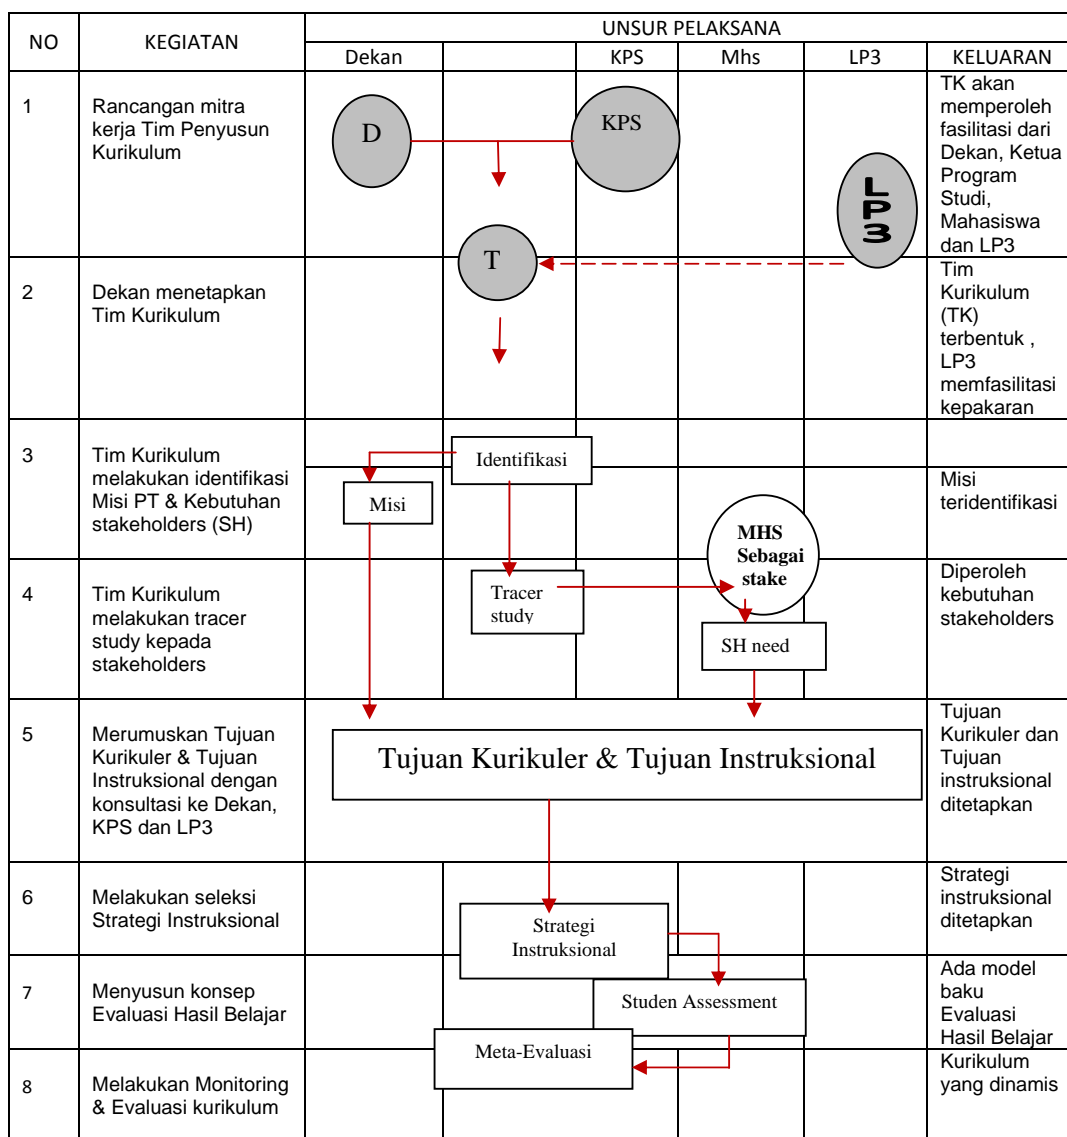 NO
KEGIATAN
UNSUR PELAKSANA
Dekan
KPS
Mhs
LP3
KELUARAN
1
Rancangan mitra
kerja Tim Penyusun
Kurikulum
D
KPS
LP3
T
TK akan
memperoleh
fasilitasi dari
Dekan, Ketua
Program
Studi,
Mahasiswa
dan LP3
2
Dekan menetapkan
Tim Kurikulum
Tim
Kurikulum
(TK)
terbentuk ,
LP3
memfasilitasi
kepakaran
3
Tim Kurikulum
melakukan identifikasi
Misi PT & Kebutuhan
stakeholders (SH)
Identifikasi
Misi
MHS
Sebagai
stake
Misi
teridentifikasi
4
Tim Kurikulum
melakukan tracer
study kepada
stakeholders
Tracer
study
SH need
Diperoleh
kebutuhan
stakeholders
5
Merumuskan Tujuan
Kurikuler & Tujuan
Instruksional dengan
konsultasi ke Dekan,
KPS dan LP3
Tujuan Kurikuler & Tujuan Instruksional
Tujuan
Kurikuler dan
Tujuan
instruksional
ditetapkan
6
Melakukan seleksi
Strategi Instruksional
Strategi
Instruksional
Strategi
instruksional
ditetapkan
7
Menyusun konsep
Evaluasi Hasil Belajar
Studen Assessment
Ada model
baku
Evaluasi
Hasil Belajar
8
Melakukan Monitoring
& Evaluasi kurikulum
Meta-Evaluasi
Kurikulum
yang dinamis